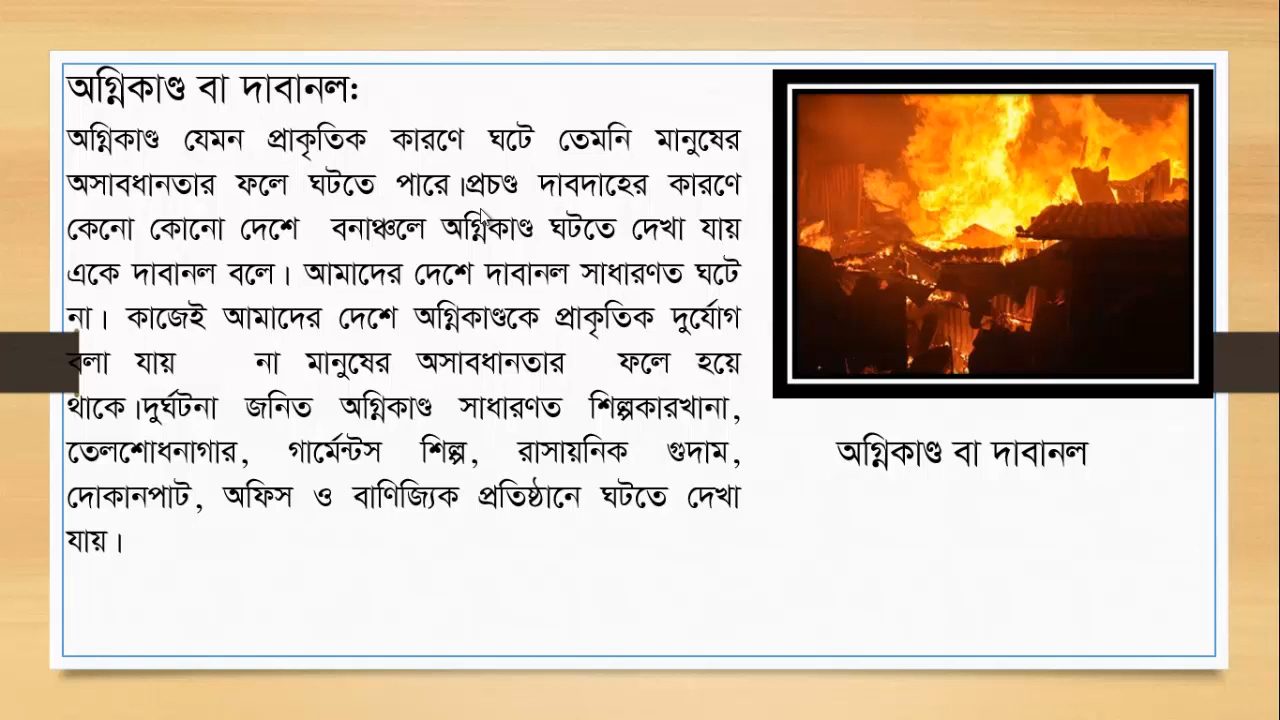 অগ্নিকাণ্ড বা দাবানল:
অগ্নিকাণ্ড যেমন প্রাকৃতিক কারণে ঘটে তেমনি মানুষের
অসাবধানতার ফলে ঘটতে পারে।প্রচণ্ড দাবদাহের কারণে
কেনো কোনো দেশে বনাঞ্চলে অগ্নিকাণ্ড ঘটতে দেখা যায়
একে দাবানল বলে। আমাদের দেশে দাবানল সাধারণত ঘটে
না। কাজেই আমাদের দেশে অগ্নিকাণ্ডকে প্রাকৃতিক দুর্যোগ
বলা যায় না মানুষের অসাবধানতার ফলে হয়ে
থাকে।দুর্ঘটনা জনিত অগ্নিকাণ্ড সাধারণত শিল্পকারখানা,
তেলশোধনাগার, গার্মেন্টস শিল্প, রাসায়নিক গুদাম,
দোকানপাট, অফিস ও বাণিজ্যিক প্রতিষ্ঠানে ঘটতে দেখা
যায়।
অগ্নিকাণ্ড বা দাবানল